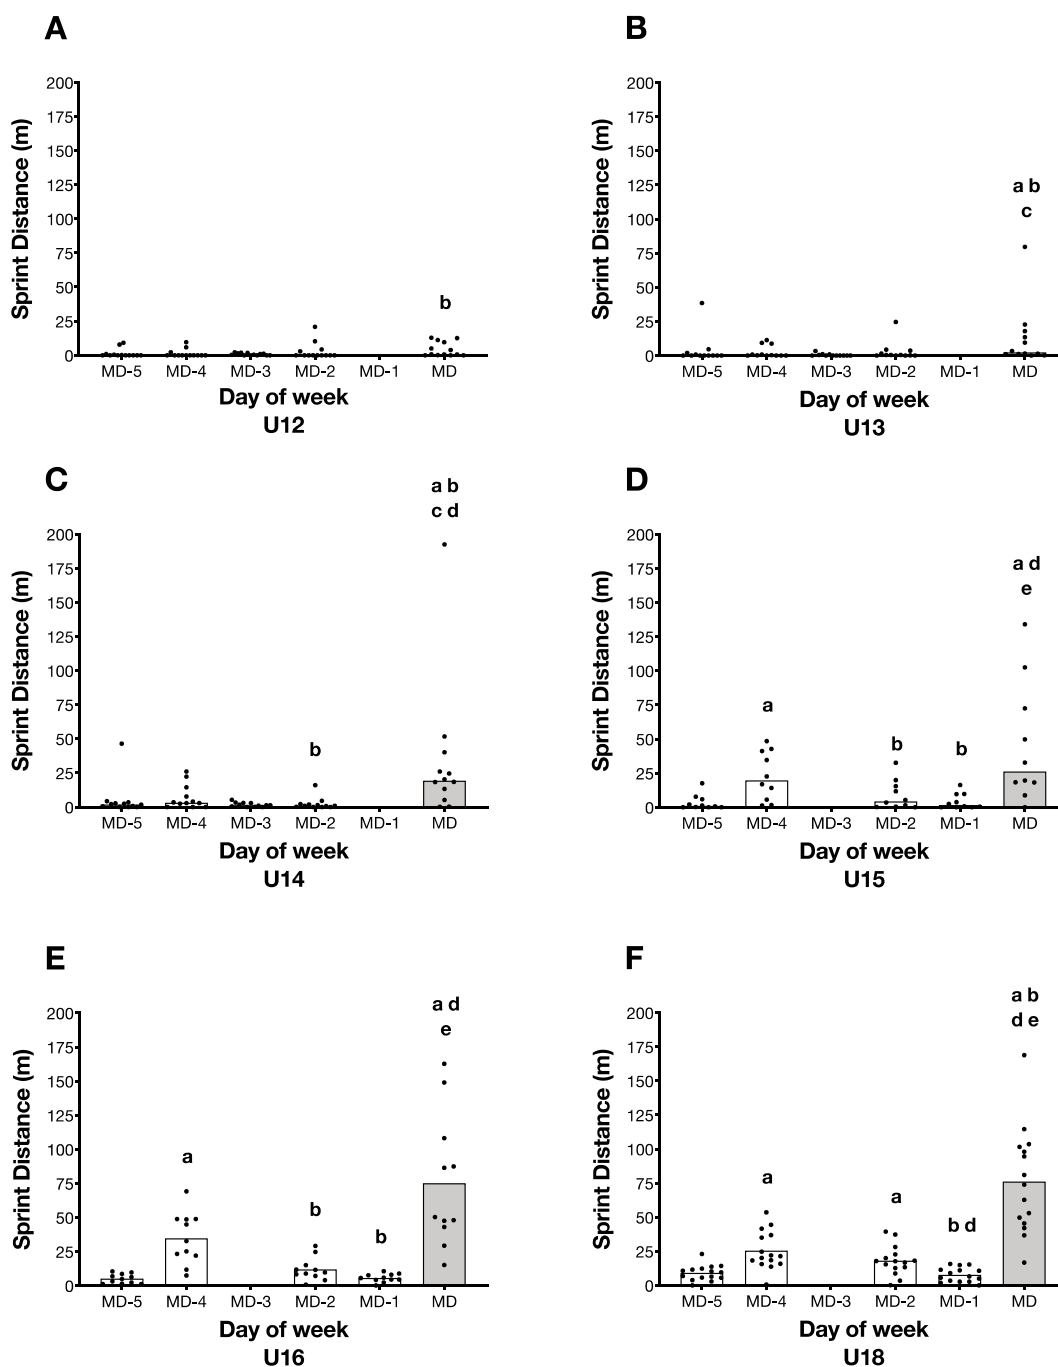 A
Sprint Distance (m)
200
175
150
125
100
75
50
25
0
b
MD-5 MD-4 MD-3 MD-2 MD-1 MD
Day of week
U12
B
Sprint Distance (m)
200
175
150
125
100
75
50
25
0
a b
c
MD-5 MD-4 MD-3 MD-2 MD-1 MD
Day of week
U13
C
Sprint Distance (m)
200
175
150
125
100
75
50
25
0
a b
c d
b
MD-5 MD-4 MD-3 MD-2 MD-1 MD
Day of week
U14
D
Sprint Distance (m)
200
175
150
125
100
75
50
25
0
a d
e
a
b b
MD-5 MD-4 MD-3 MD-2 MD-1 MD
Day of week
U15
E
Sprint Distance (m)
200
175
150
125
100
75
50
25
0
a d
e
a
b
b
MD-5 MD-4 MD-3 MD-2 MD-1 MD
Day of week
U16
F
Sprint Distance (m)
200
175
150
125
100
75
50
25
0
a b
d e
a a
b d
MD-5 MD-4 MD-3 MD-2 MD-1 MD
Day of week
U18